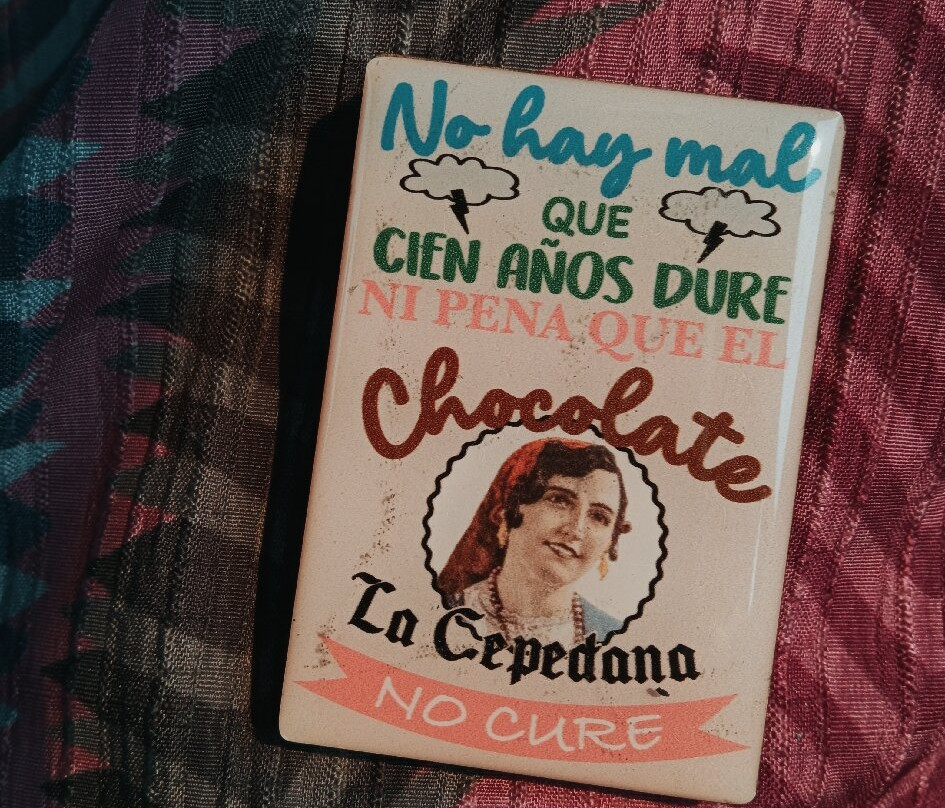 No hay mal
QUE
CIEN AÑOS DURE
NI PENA QUE EL
Chocolate
La Cepedana
NO CURE